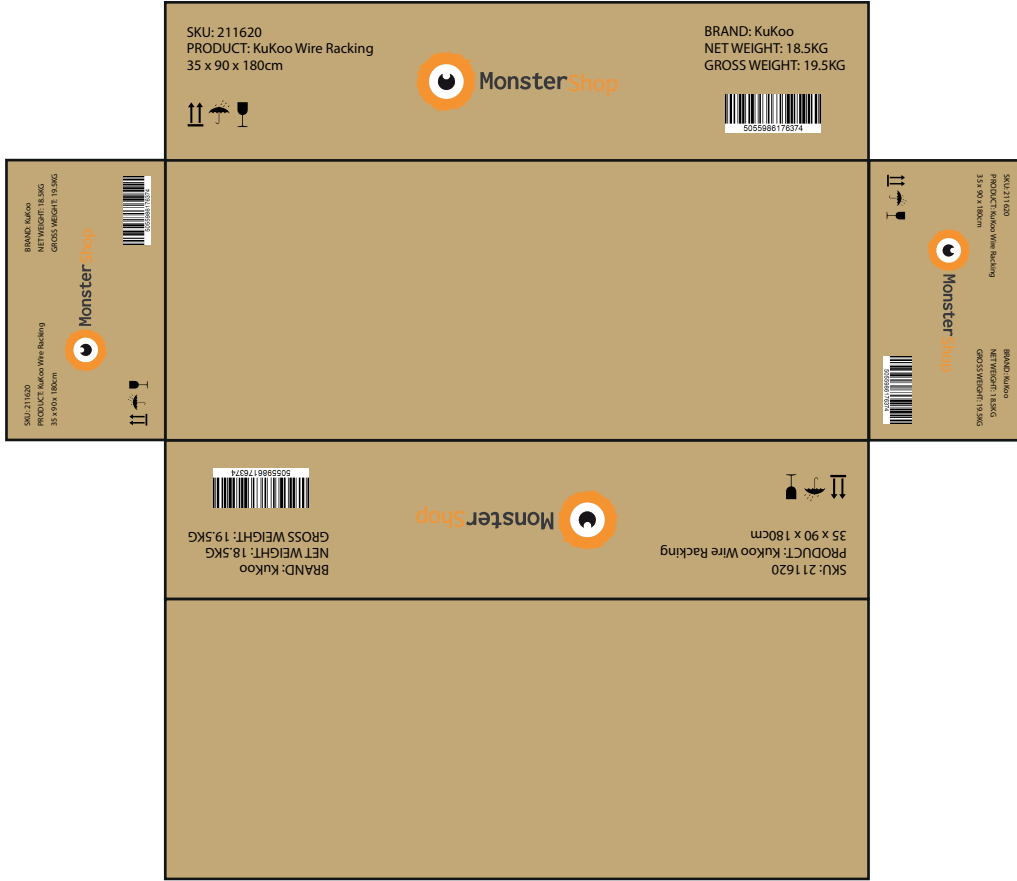 SKU: 211620
PRODUCT: KuKoo Wire Racking
35 x 90 x 180cm
MonsterShop
BRAND: KuKoo
NET WEIGHT: 18.5KG
GROSS WEIGHT: 19.5KG
5055986176374
BRAND: KuKoo
NET WEIGHT: 18.5KG
GROSS WEIGHT: 19.5KG
5055986176374
MonsterShop
SKU: 211620
PRODUCT: KuKoo Wire Racking
35 x 90 x 180cm
SKU: 211620
PRODUCT: KuKoo Wire Racking
35 x 90 x 180cm
MonsterShop
BRAND: KuKoo
NET WEIGHT: 18.5KG
GROSS WEIGHT: 19.5KG
5055986176374
SKU: 211620
PRODUCT: KuKoo Wire Racking
35 x 90 x 180cm
MonsterShop
BRAND: KuKoo
NET WEIGHT: 18.5KG
GROSS WEIGHT: 19.5KG
5055986176374